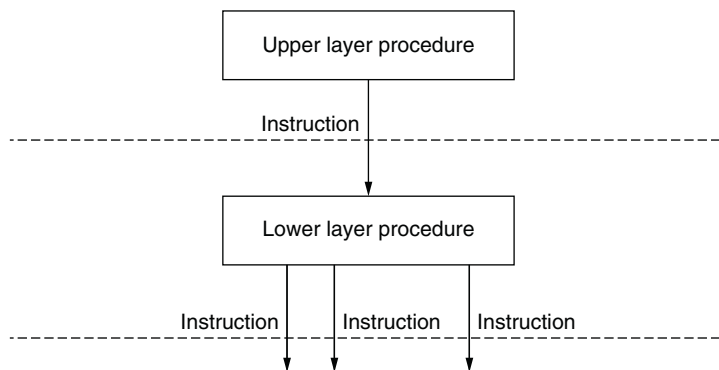 Upper layer procedure
Instruction
Lower layer procedure
Instruction Instruction Instruction